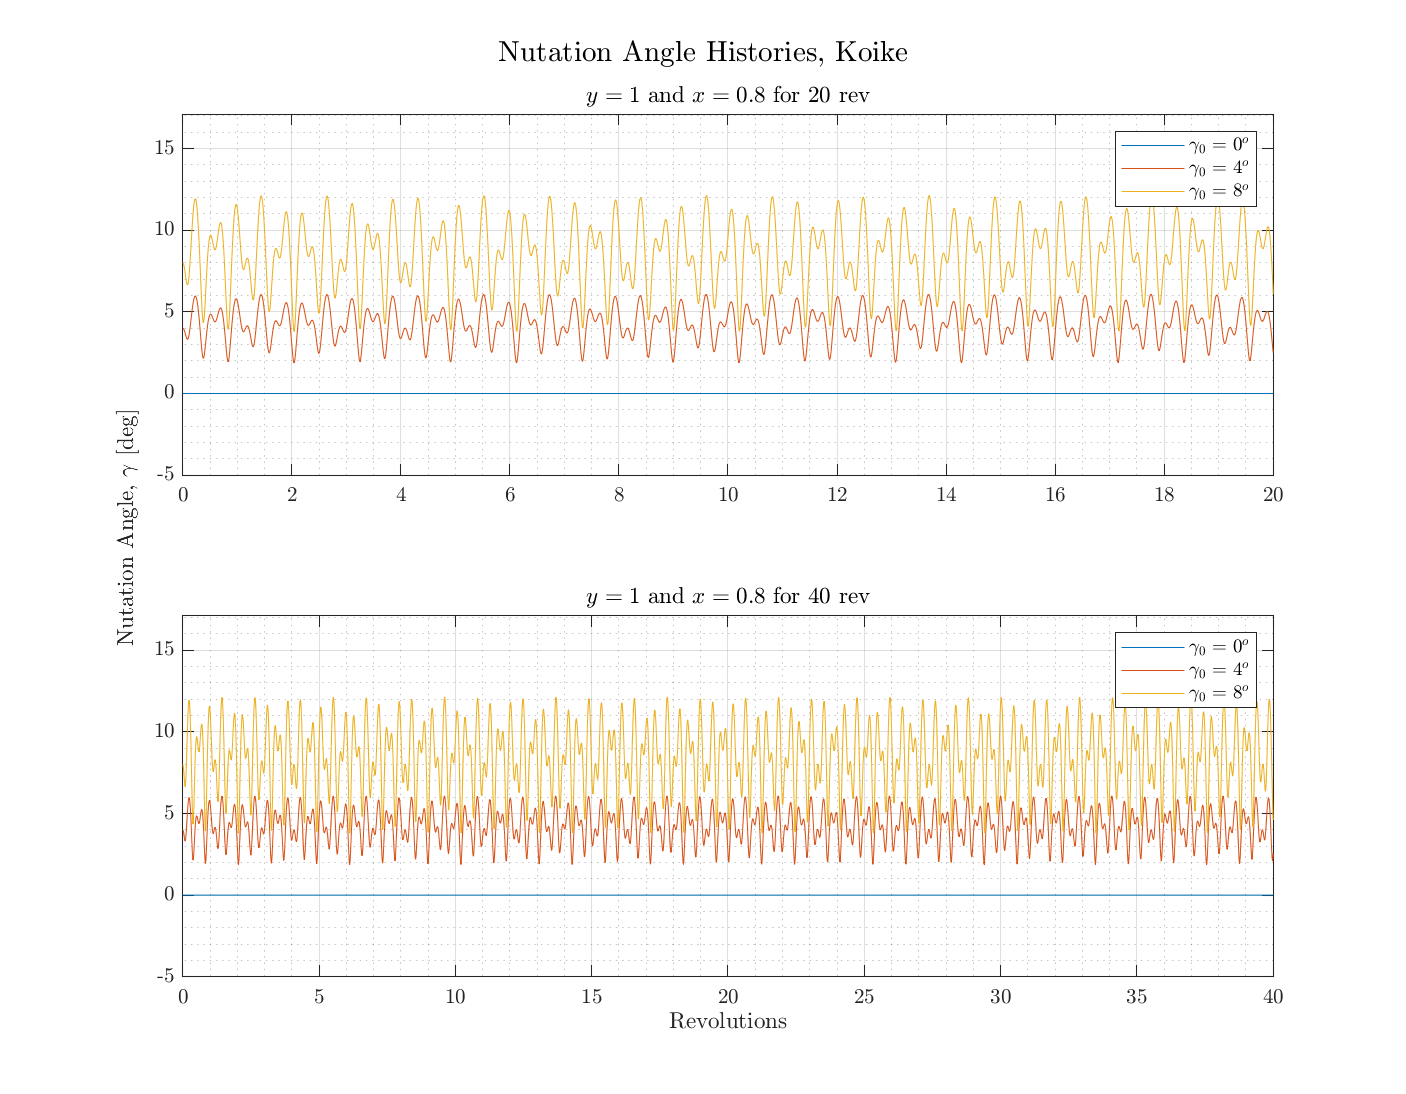 Nutation Angle Histories, Koike
y = 1 and x = 0.8 for 20 rev
15
10
5
0
-5
γ₀ = 0ᵒ
γ₀ = 4ᵒ
γ₀ = 8ᵒ
0 2 4 6 8 10 12 14 16 18 20
Nutation Angle, γ [deg]
y = 1 and x = 0.8 for 40 rev
15
10
5
0
-5
γ₀ = 0ᵒ
γ₀ = 4ᵒ
γ₀ = 8ᵒ
0 5 10 15 20 25 30 35 40
Revolutions